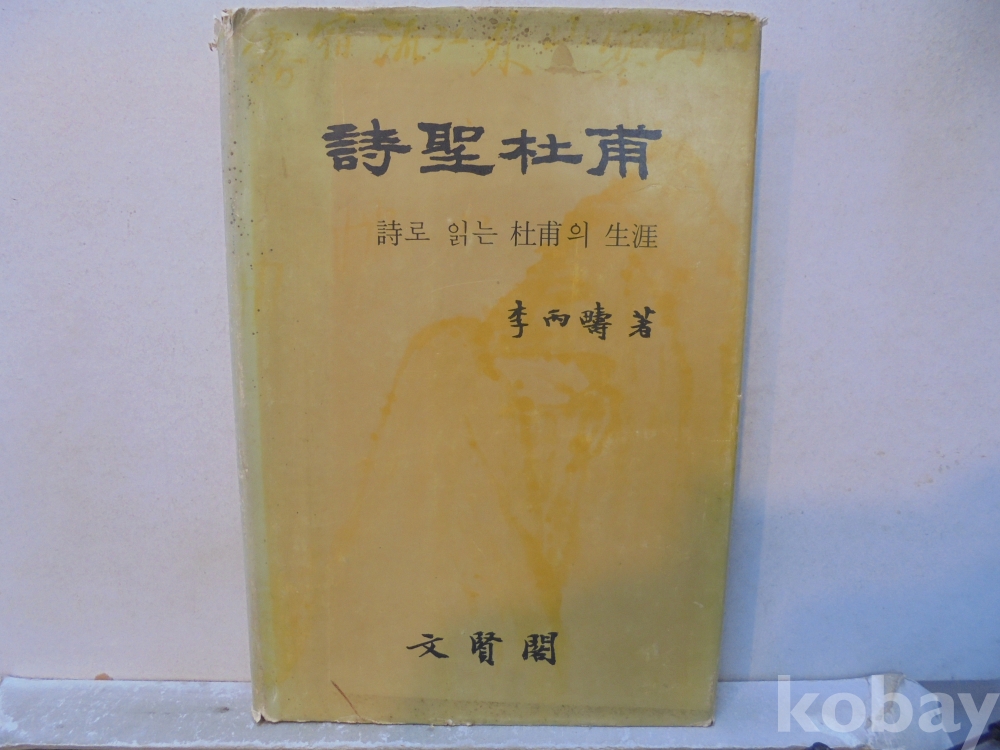 詩聖杜甫
詩로 읽는 杜甫의 生涯
李丙疇 著
文賢閣
kobay